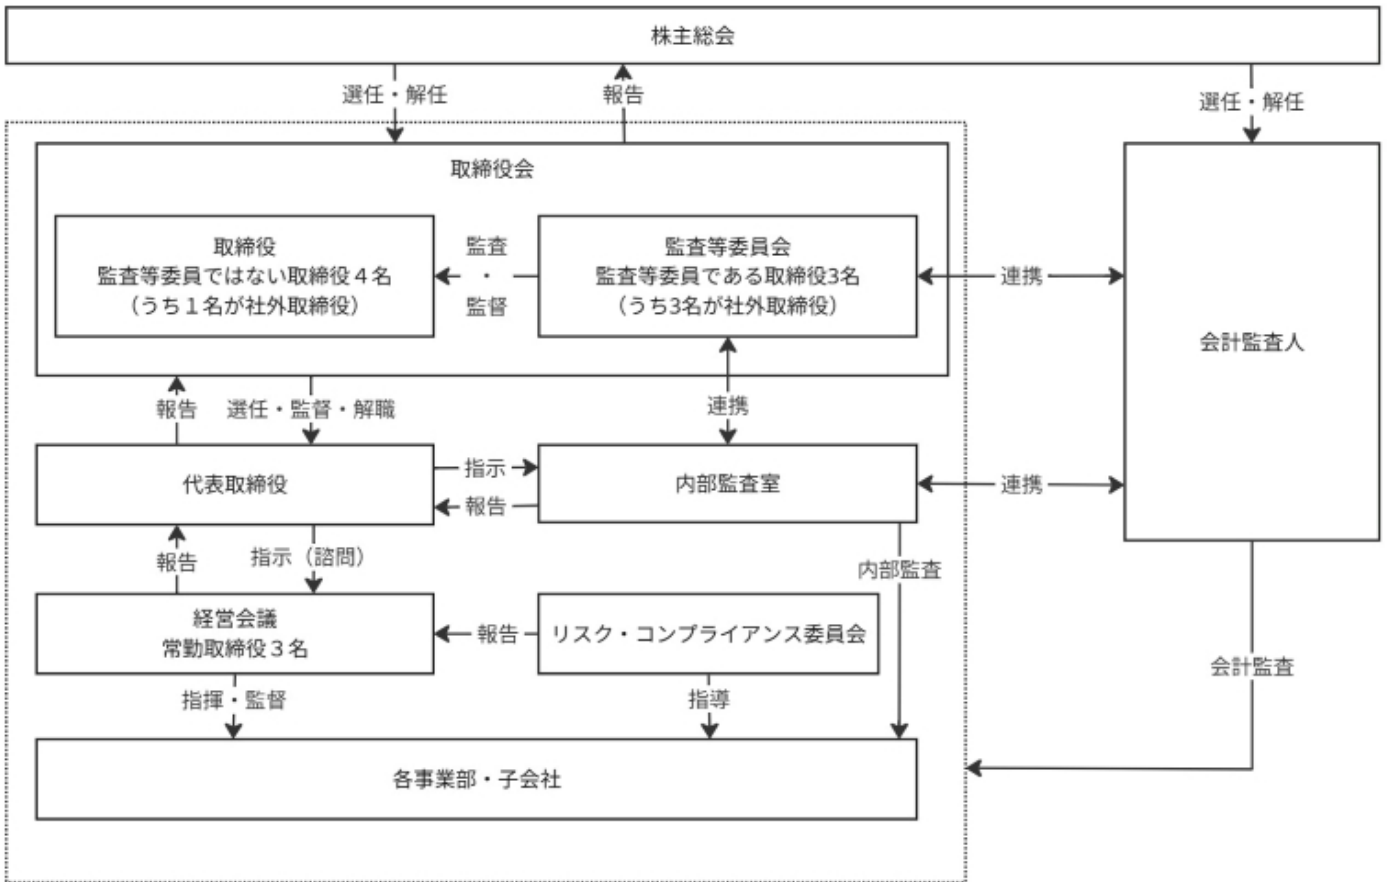 株主総会
選任・解任
報告
選任・解任
取締役会
取締役
監査等委員ではない取締役４名
（うち１名が社外取締役）
監査
・
監督
監査等委員会
監査等委員である取締役3名
（うち3名が社外取締役）
連携
会計監査人
報告
選任・監督・解職
連携
代表取締役
指示
報告
内部監査室
連携
報告
指示（諮問）
内部監査
経営会議
常勤取締役３名
報告
リスク・コンプライアンス委員会
会計監査
指揮・監督
指導
各事業部・子会社